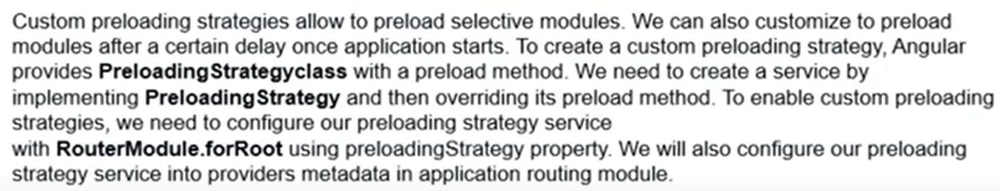 Custom preloading strategies allow to preload selective modules. We can also customize to preload
modules after a certain delay once application starts. To create a custom preloading strategy, Angular
provides PreloadingStrategyclass with a preload method. We need to create a service by
implementing PreloadingStrategy and then overriding its preload method. To enable custom preloading
strategies, we need to configure our preloading strategy service
with RouterModule.forRoot using preloadingStrategy property. We will also configure our preloading
strategy service into providers metadata in application routing module.